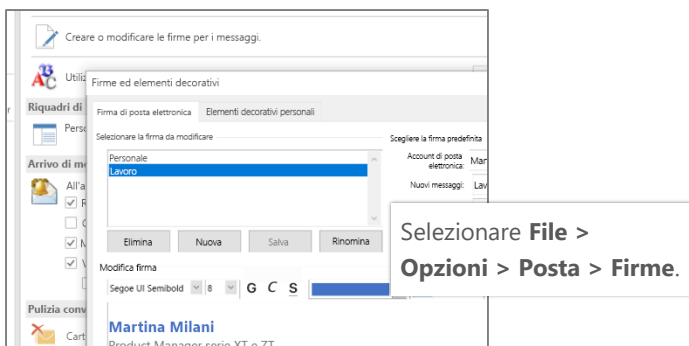 Creare o modificare le firme per i messaggi.
ABC
Firme ed elementi decorativi
Riquadri di
Firma di posta elettronica
Elementi decorativi personali
Selezionare la firma da modificare
Scegliere la firma predefinita
Personale
Lavoro
Account di posta
elettronica:
Nuovi messaggi:
Arrivo di
All'a
Elimina
Nuova
Salva
Rinomina
Selezionare File >
Opzioni > Posta > Firme.
Modifica firma
Segoe UI Semibold
8
G C S
Pulizia
Martina Milani
Product Manager serie XT e ZT